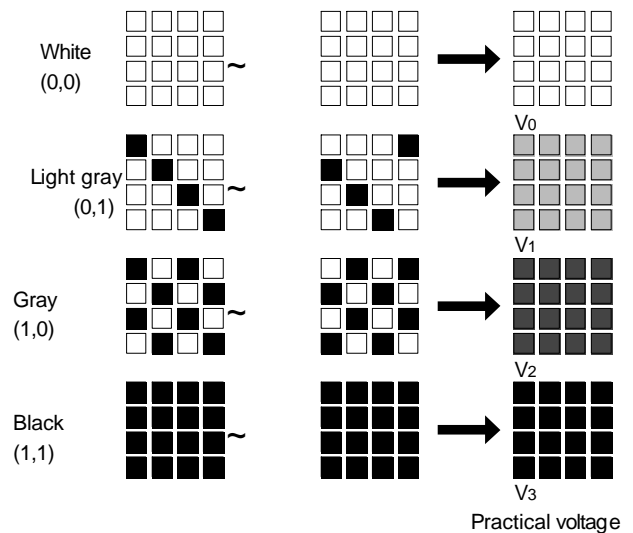 White
(0,0)
~
V0
Light gray
(0,1)
~
V1
Gray
(1,0)
~
V2
Black
(1,1)
~
V3
Practical voltage